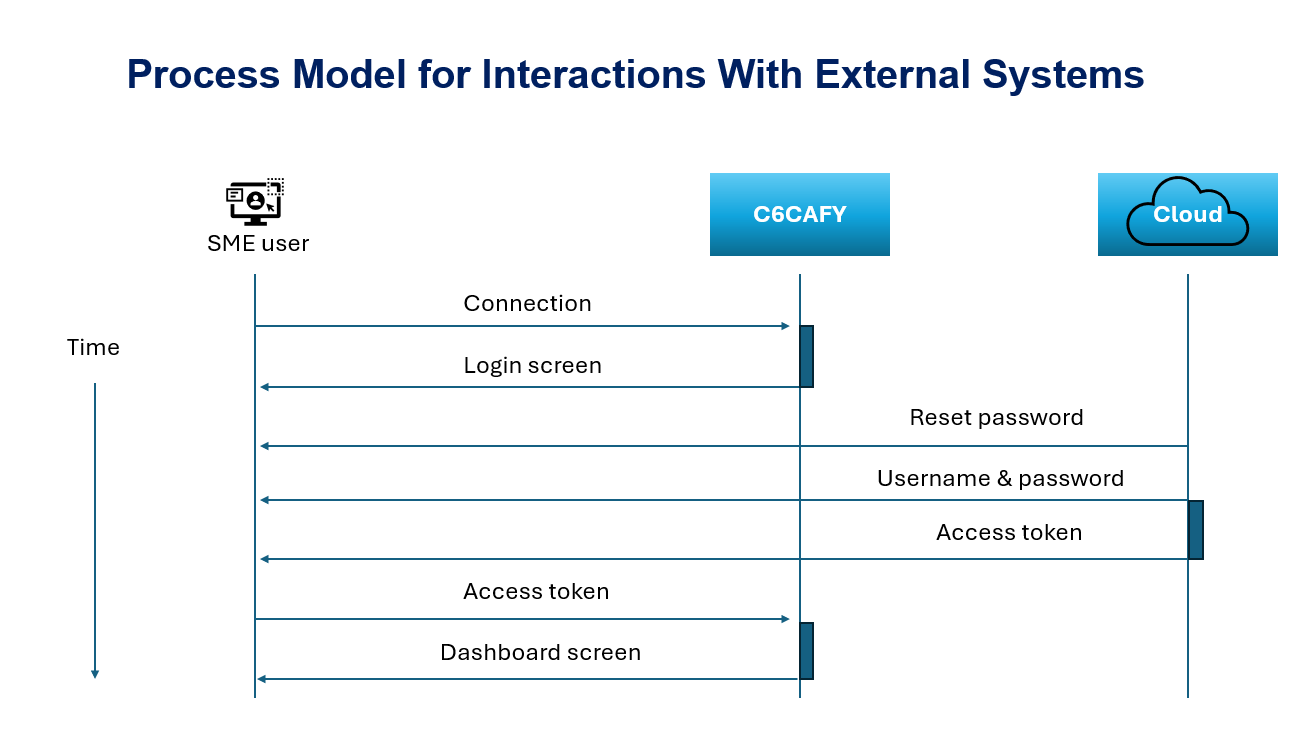 Process Model for Interactions With External Systems
SME user
C6CAFY
Cloud
Time
Connection
Login screen
Reset password
Username & password
Access token
Access token
Dashboard screen